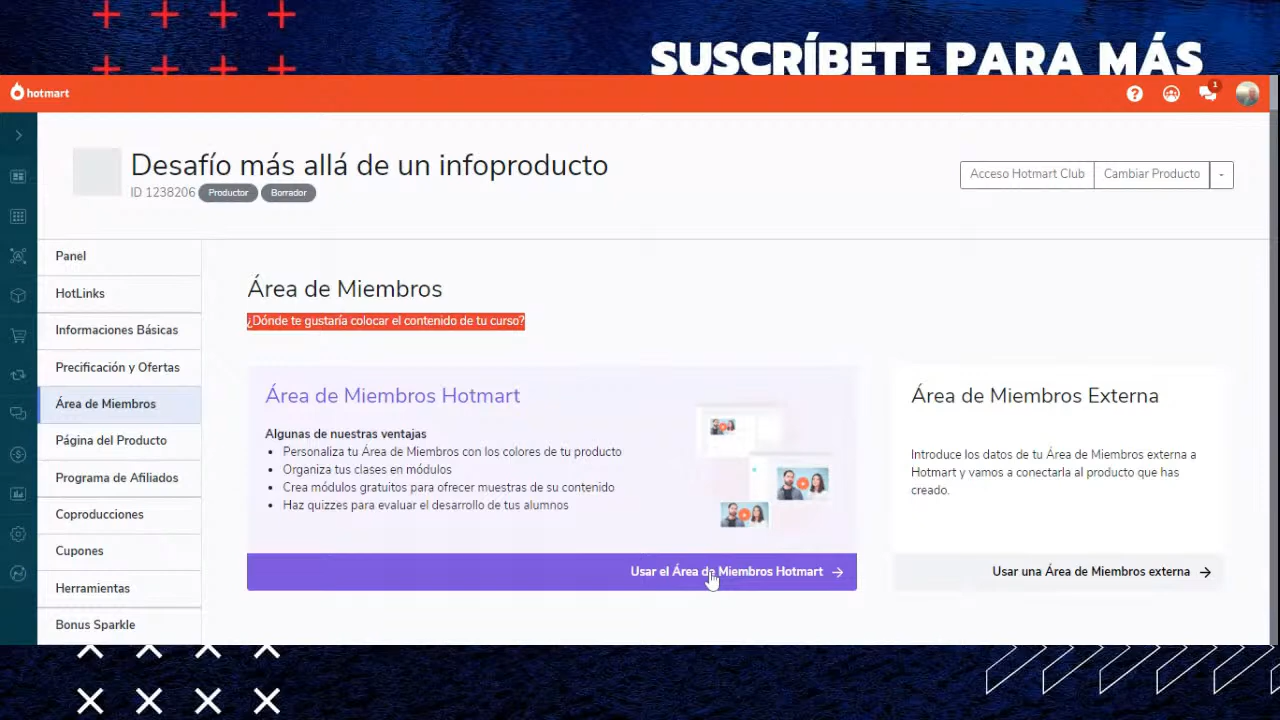 SUSCRÍBETE PARA MÁS
hotmart
1
Desafío más allá de un infoproducto
ID 1238206 Productor Borrador
Acceso Hotmart Club Cambiar Producto
Panel
HotLinks
Informaciones Básicas
Precificación y Ofertas
Área de Miembros
Página del Producto
Programa de Afiliados
Coproducciones
Cupones
Herramientas
Bonus Sparkle
Área de Miembros
¿Dónde te gustaría colocar el contenido de tu curso?
Área de Miembros Hotmart
Algunas de nuestras ventajas
• Personaliza tu Área de Miembros con los colores de tu producto
• Organiza tus clases en módulos
• Crea módulos gratuitos para ofrecer muestras de su contenido
• Haz quizzes para evaluar el desarrollo de tus alumnos
Usar el Área de Miembros Hotmart →
Área de Miembros Externa
Introduce los datos de tu Área de Miembros externa a
Hotmart y vamos a conectarla al producto que has
creado.
Usar una Área de Miembros externa →